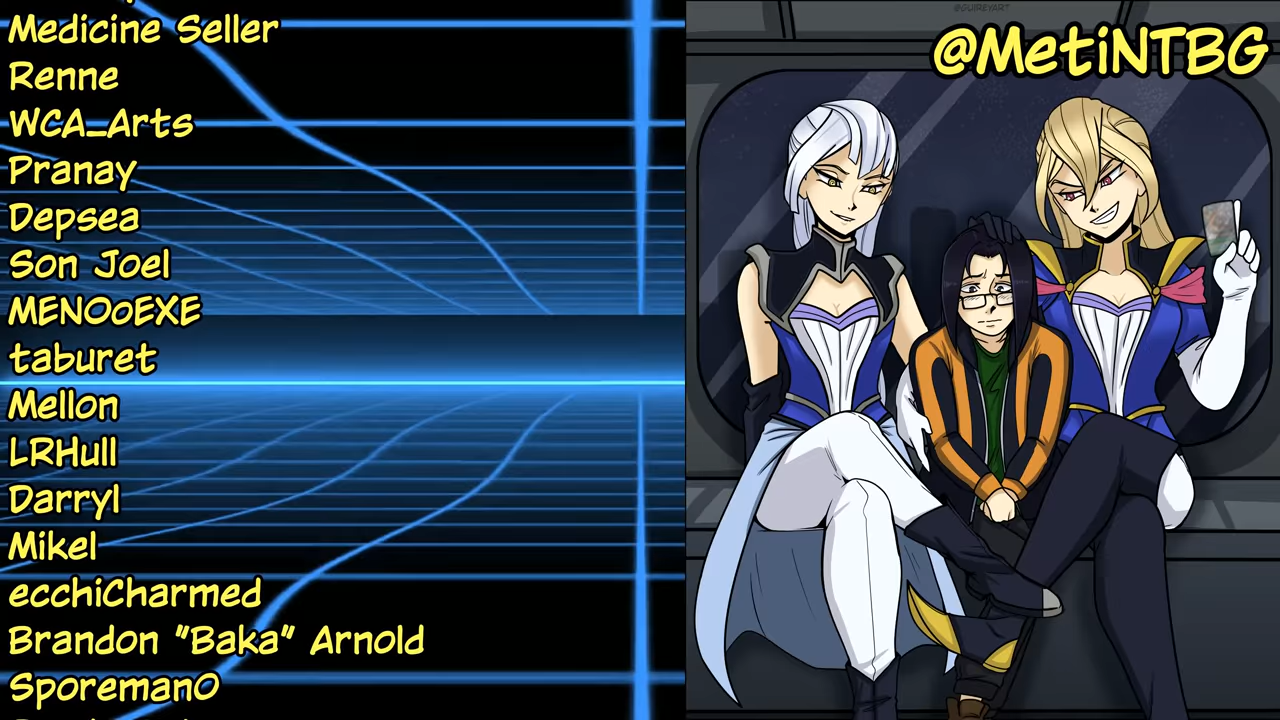 Medicine Seller
Renne
WCA_Arts
Pranay
Depsea
Son Joel
MENOoEXE
taburet
Mellon
LRHull
Darryl
Mikel
ecchiCharmed
Brandon "Baka" Arnold
Sporeman0
@GUIREYART
@MetiNTBG